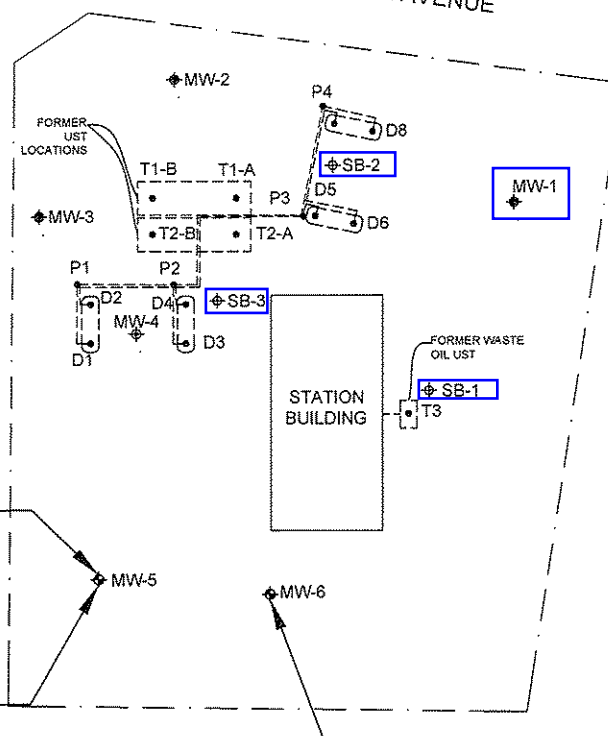 AVENUE
MW-2
P4
FORMER
UST
LOCATIONS
D8
T1-B
T1-A
SB-2
D5
MW-1
P3
MW-3
T2-B
T2-A
D6
P1
P2
D2
D4
SB-3
MW-4
D1
D3
FORMER WASTE
OIL UST
SB-1
STATION
BUILDING
T3
MW-5
MW-6